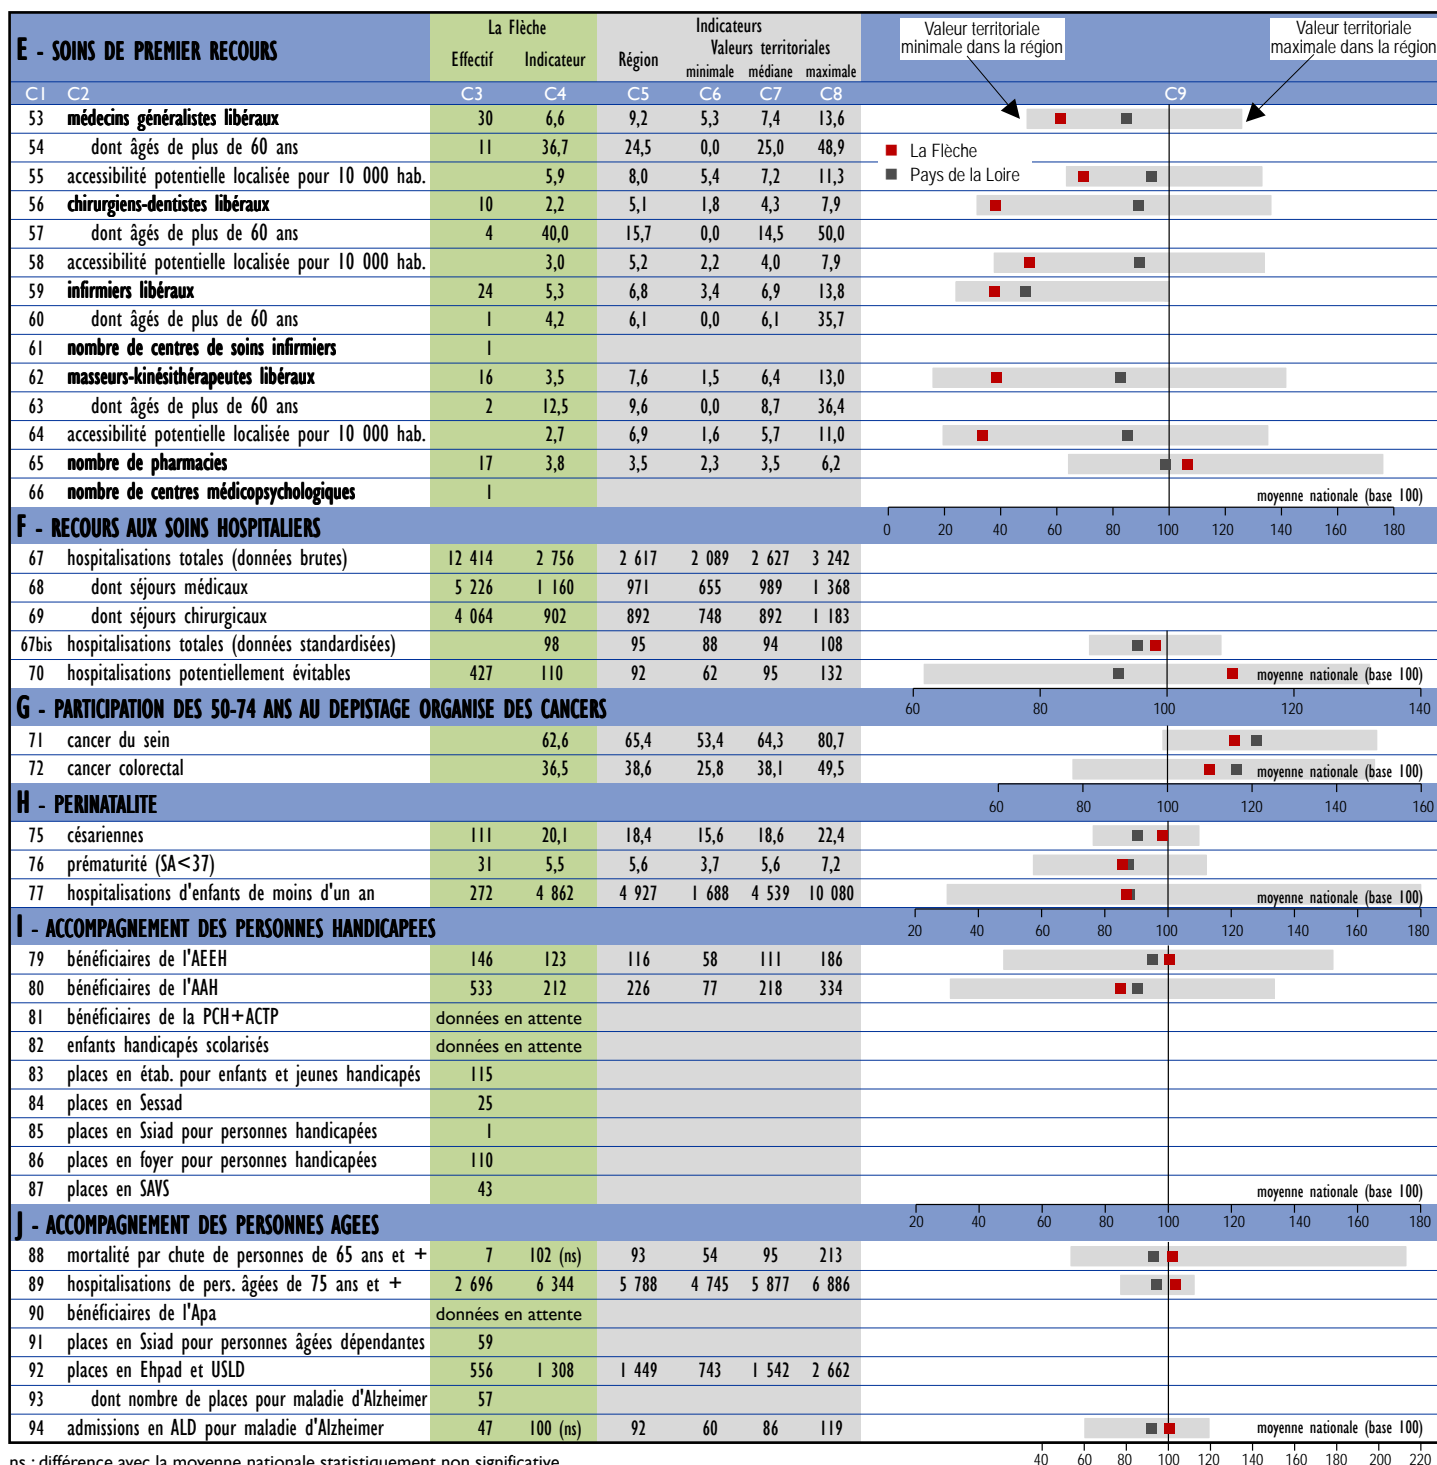 E - SOINS DE PREMIER RECOURS
La Flèche
Effectif Indicateur
Indicateurs
Région
Valeurs territoriales
minimale médiane maximale
Valeur territoriale
minimale dans la région
Valeur territoriale
maximale dans la région
C1 C2 C3 C4 C5 C6 C7 C8 C9
53 médecins généralistes libéraux 30 6,6 9,2 5,3 7,4 13,6
54 dont âgés de plus de 60 ans 11 36,7 24,5 0,0 25,0 48,9
La Flèche
55 accessibilité potentielle localisée pour 10 000 hab. 5,9 8,0 5,4 7,2 11,3
Pays de la Loire
56 chirurgiens-dentistes libéraux 10 2,2 5,1 1,8 4,3 7,9
57 dont âgés de plus de 60 ans 4 40,0 15,7 0,0 14,5 50,0
58 accessibilité potentielle localisée pour 10 000 hab. 3,0 5,2 2,2 4,0 7,9
59 infirmiers libéraux 24 5,3 6,8 3,4 6,9 13,8
60 dont âgés de plus de 60 ans 1 4,2 6,1 0,0 6,1 35,7
61 nombre de centres de soins infirmiers 1
62 masseurs-kinésithérapeutes libéraux 16 3,5 7,6 1,5 6,4 13,0
63 dont âgés de plus de 60 ans 2 12,5 9,6 0,0 8,7 36,4
64 accessibilité potentielle localisée pour 10 000 hab. 2,7 6,9 1,6 5,7 11,0
65 nombre de pharmacies 17 3,8 3,5 2,3 3,5 6,2
66 nombre de centres médicopsychologiques 1 moyenne nationale (base 100)
F - RECOURS AUX SOINS HOSPITALIERS
0 20 40 60 80 100 120 140 160 180
67 hospitalisations totales (données brutes) 12 414 2 756 2 617 2 089 2 627 3 242
68 dont séjours médicaux 5 226 1 160 971 655 989 1 368
69 dont séjours chirurgicaux 4 064 902 892 748 892 1 183
67bis hospitalisations totales (données standardisées) 98 95 88 94 108
70 hospitalisations potentiellement évitables 427 110 92 62 95 132 moyenne nationale (base 100)
G - PARTICIPATION DES 50-74 ANS AU DEPISTAGE ORGANISE DES CANCERS
60 80 100 120 140
71 cancer du sein 62,6 65,4 53,4 64,3 80,7
72 cancer colorectal 36,5 38,6 25,8 38,1 49,5 moyenne nationale (base 100)
H - PERINATALITE
60 80 100 120 140 160
75 césariennes 111 20,1 18,4 15,6 18,6 22,4
76 prématurité (SA<37) 31 5,5 5,6 3,7 5,6 7,2
77 hospitalisations d'enfants de moins d'un an 272 4 862 4 927 1 688 4 539 10 080 moyenne nationale (base 100)
I - ACCOMPAGNEMENT DES PERSONNES HANDICAPEES
20 40 60 80 100 120 140 160 180
79 bénéficiaires de l'AEEH 146 123 116 58 111 186
80 bénéficiaires de l'AAH 533 212 226 77 218 334
81 bénéficiaires de la PCH+ACTP données en attente
82 enfants handicapés scolarisés données en attente
83 places en étab. pour enfants et jeunes handicapés 115
84 places en Sessad 25
85 places en Ssiad pour personnes handicapées 1
86 places en foyer pour personnes handicapées 110
87 places en SAVS 43 moyenne nationale (base 100)
J - ACCOMPAGNEMENT DES PERSONNES AGEES
20 40 60 80 100 120 140 160 180
88 mortalité par chute de personnes de 65 ans et + 7 102 (ns) 93 54 95 213
89 hospitalisations de pers. âgées de 75 ans et + 2 696 6 344 5 788 4 745 5 877 6 886
90 bénéficiaires de l'Apa données en attente
91 places en Ssiad pour personnes âgées dépendantes 59
92 places en Ehpad et USLD 556 1 308 1 449 743 1 542 2 662
93 dont nombre de places pour maladie d'Alzheimer 57
94 admissions en ALD pour maladie d'Alzheimer 47 100 (ns) 92 60 86 119 moyenne nationale (base 100)
40 60 80 100 120 140 160 180 200 220
ns : différence avec la moyenne nationale statistiquement non significative